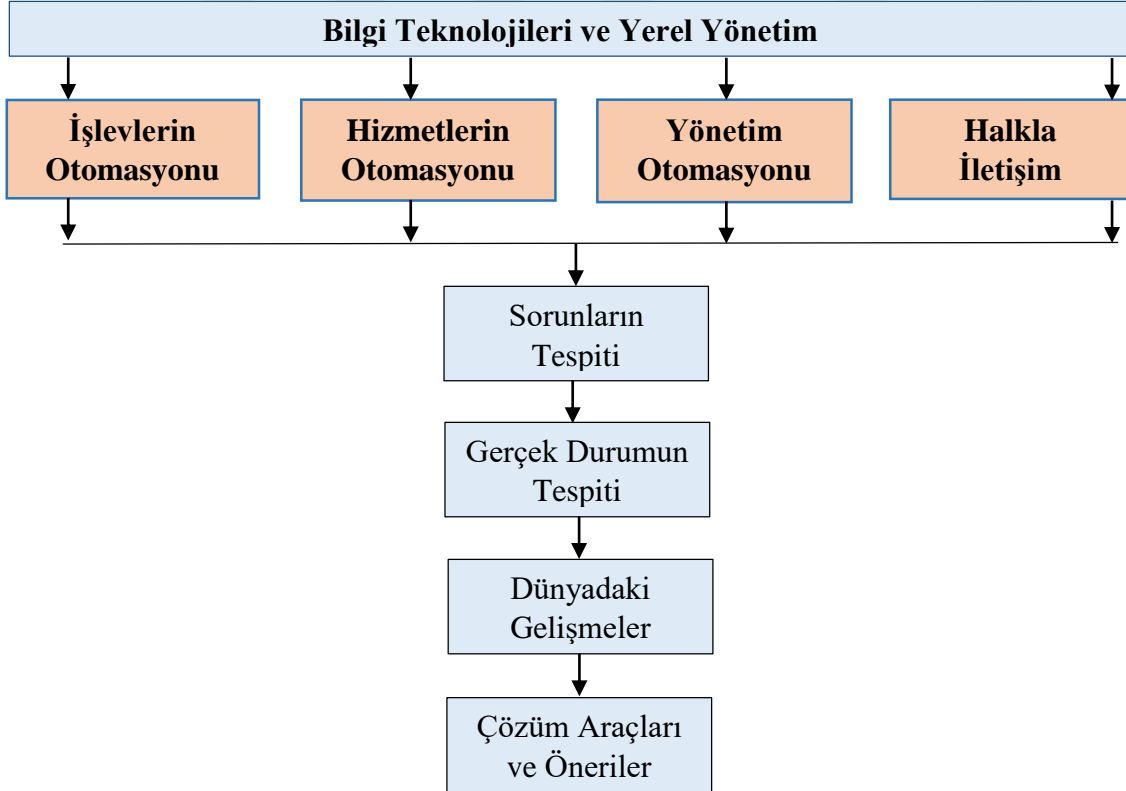 Bilgi Teknolojileri ve Yerel Yönetim
İşlevlerin
Otomasyonu
Hizmetlerin
Otomasyonu
Yönetim
Otomasyonu
Halkla
İletişim
Sorunların
Tespiti
Gerçek Durumun
Tespiti
Dünyadaki
Gelişmeler
Çözüm Araçları
ve Öneriler